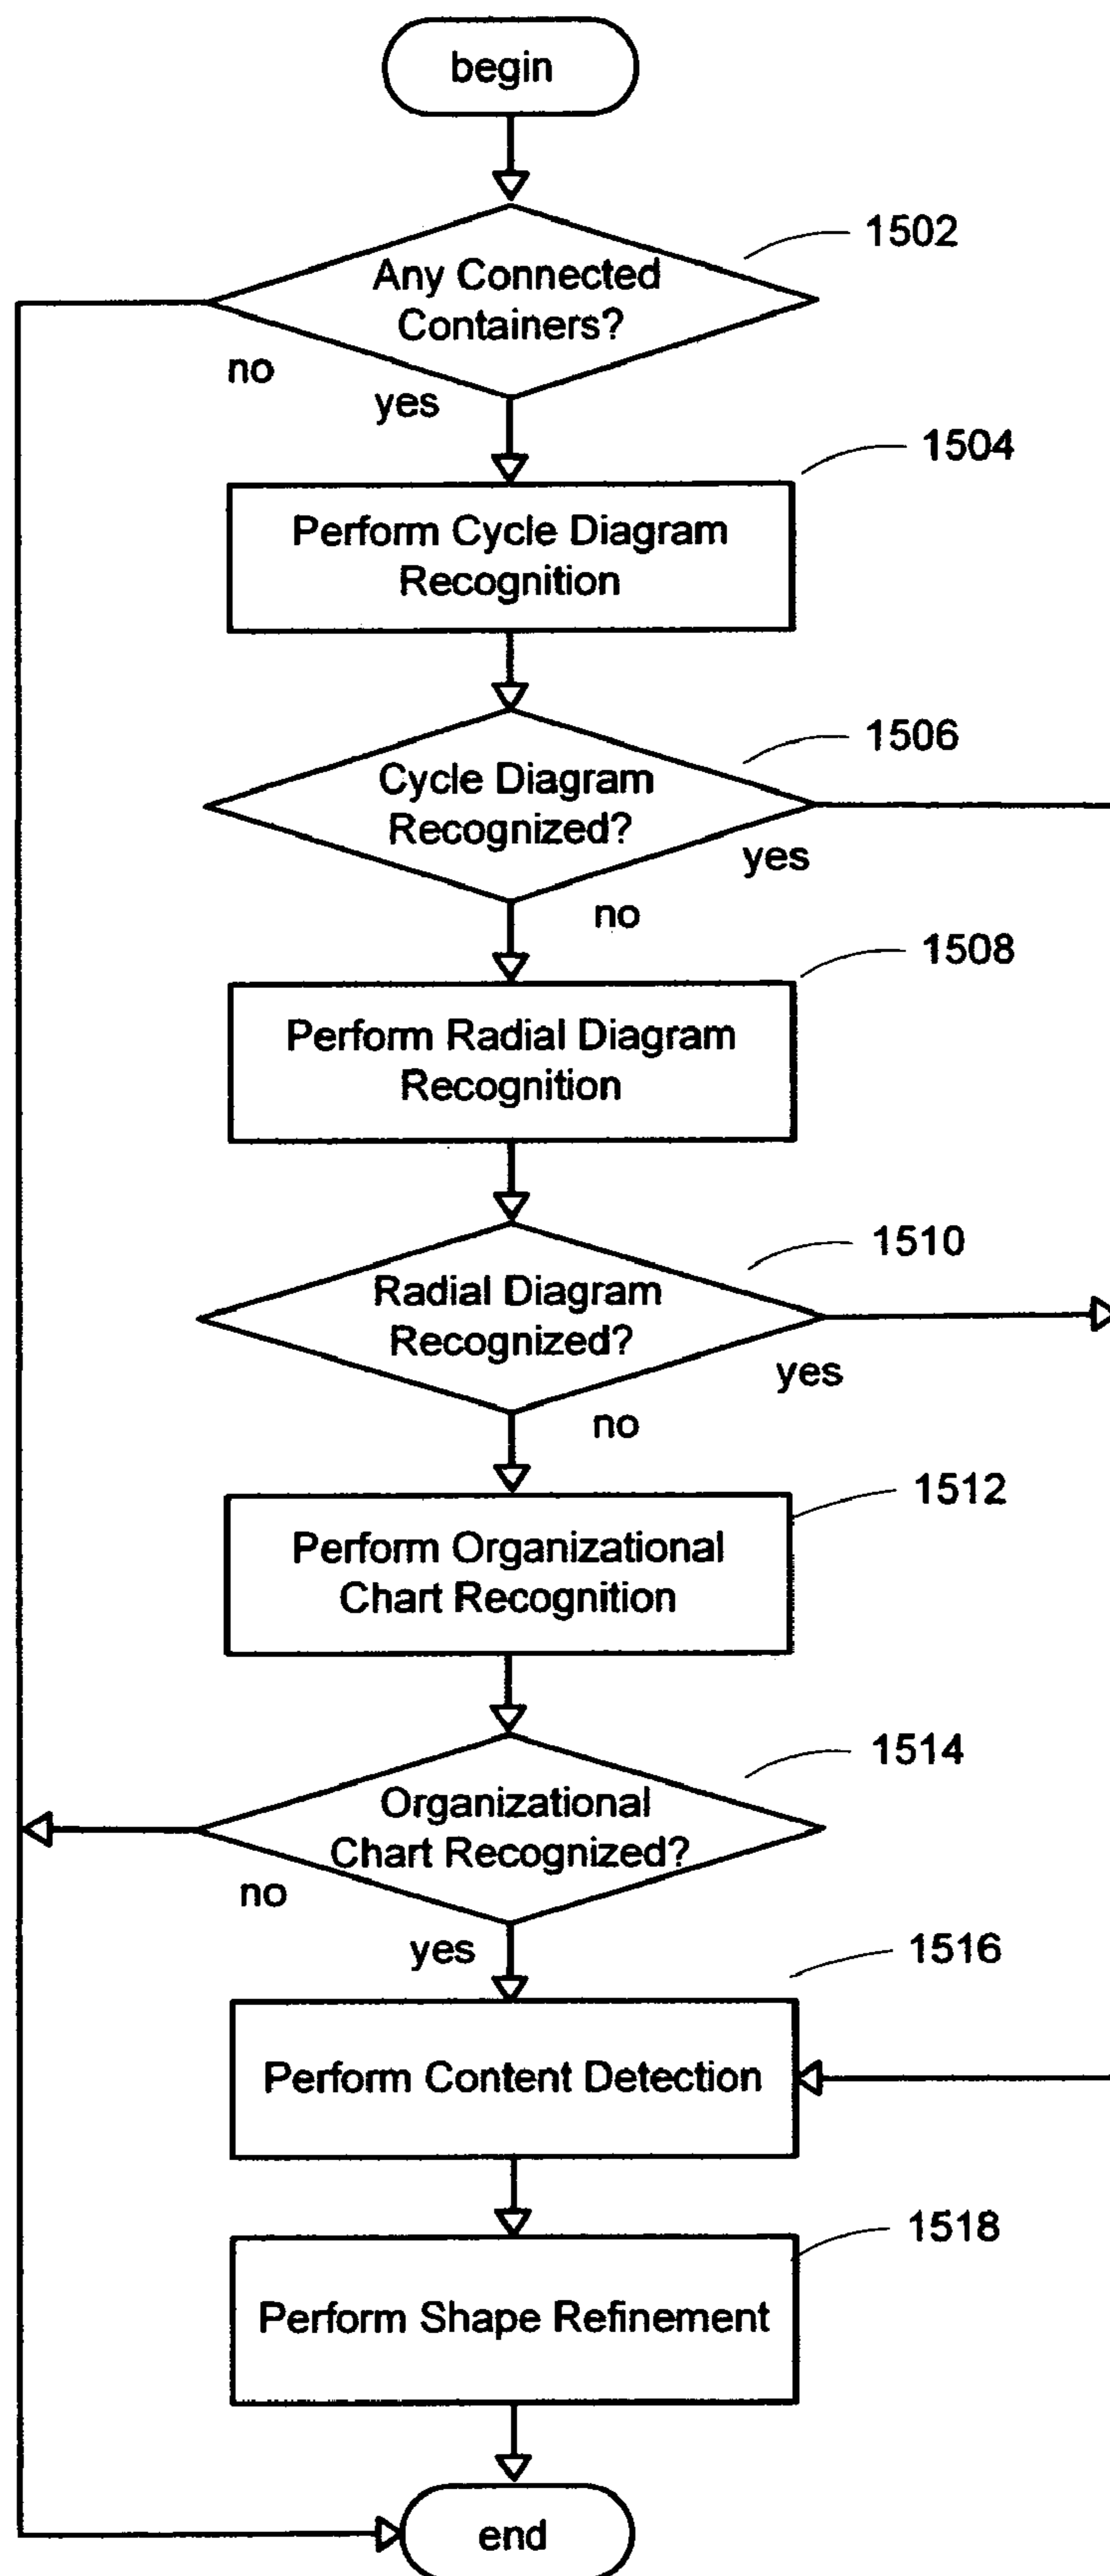 begin
1502
Any Connected
Containers?
no
yes
1504
Perform Cycle Diagram
Recognition
1506
Cycle Diagram
Recognized?
yes
no
1508
Perform Radial Diagram
Recognition
1510
Radial Diagram
Recognized?
yes
no
1512
Perform Organizational
Chart Recognition
1514
Organizational
Chart Recognized?
no
yes
1516
Perform Content Detection
1518
Perform Shape Refinement
end